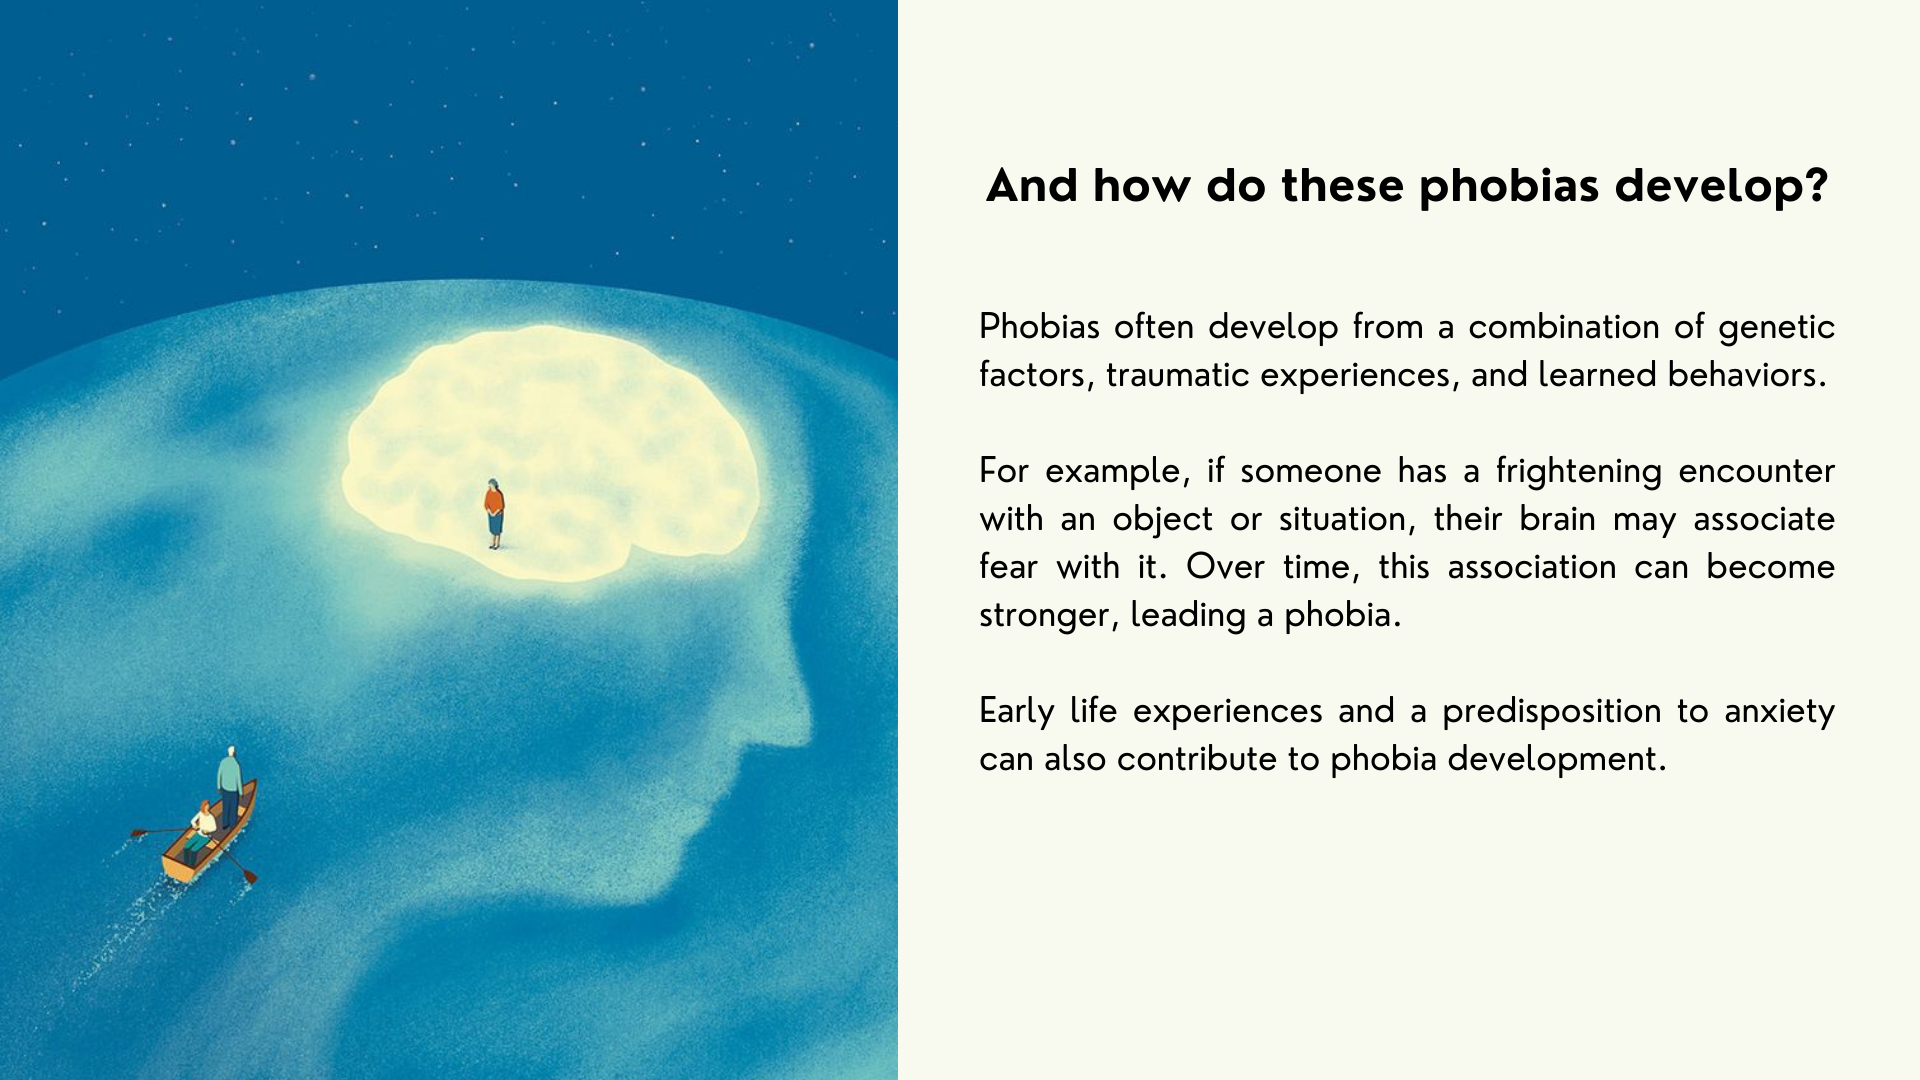 And how do these phobias develop?
Phobias often develop from a combination of genetic
factors, traumatic experiences, and learned behaviors.
For example, if someone has a frightening encounter
with an object or situation, their brain may associate
fear with it. Over time, this association can become
stronger, leading a phobia.
Early life experiences and a predisposition to anxiety
can also contribute to phobia development.